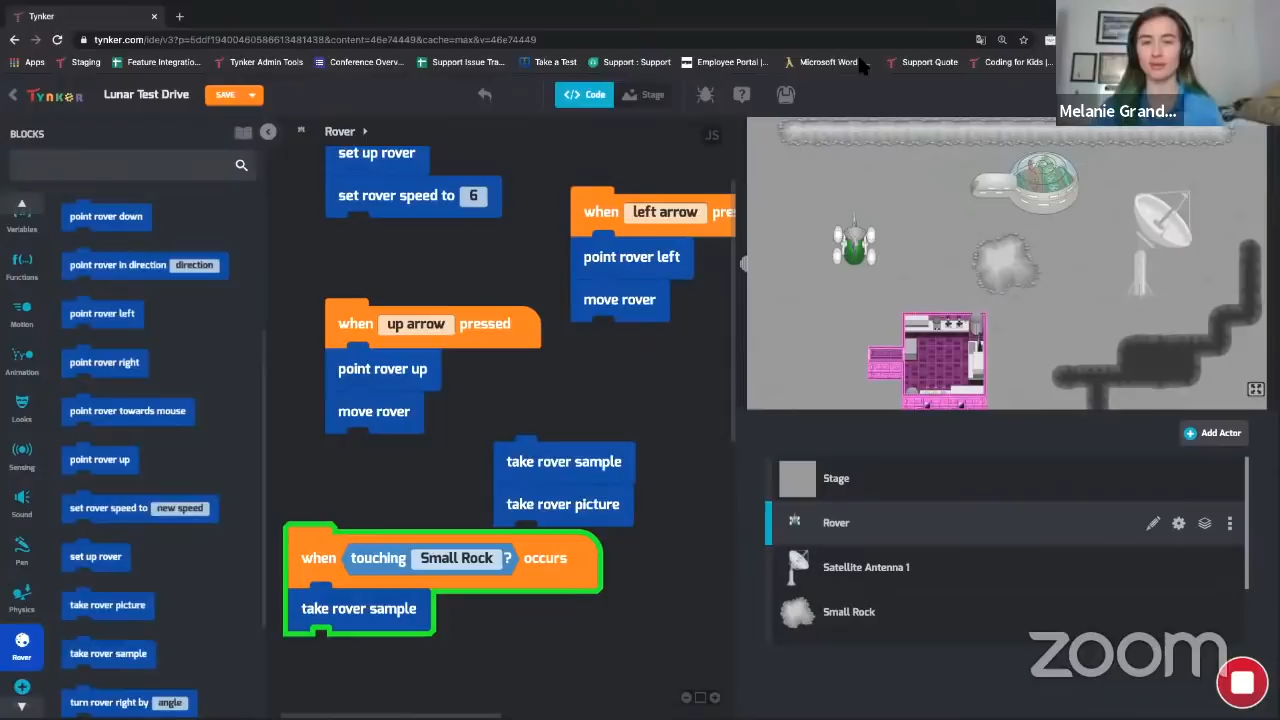 Tynker
tynker.com/ide/v3?p=5ddf19400460586613481438&content=46e74449&cache=max&v=46e74449
Apps
Staging
Feature Integratio...
Tynker Admin Tools
Conference Overv...
Support Issue Tra...
Take a Test
Support : Support
Employee Portal |...
Microsoft Word
Support Quote
Coding for Kids |...
Melanie Grand...
TYNKER
Lunar Test Drive
SAVE
</> Code
Stage
BLOCKS
Rover
JS
Variables
f(··)
Functions
Motion
Animation
Looks
Sensing
Sound
Pen
Physics
Rover
point rover down
point rover in direction direction
point rover left
point rover right
point rover towards mouse
point rover up
set rover speed to new speed
set up rover
take rover picture
take rover sample
turn rover right by angle
set up rover
set rover speed to 6
when left arrow pre
point rover left
move rover
when up arrow pressed
point rover up
move rover
take rover sample
take rover picture
when touching Small Rock ? occurs
take rover sample
Add Actor
Stage
Rover
Satellite Antenna 1
Small Rock
zoom